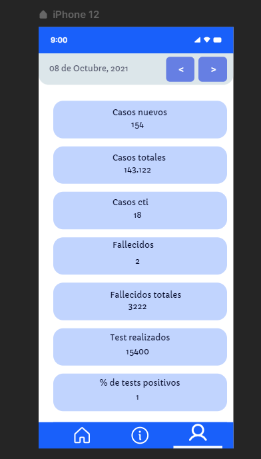 iPhone 12
9:00
08 de Octubre, 2021
<
>
Casos nuevos
154
Casos totales
143.122
Casos cti
18
Fallecidos
2
Fallecidos totales
3222
Test realizados
15400
% de tests positivos
1